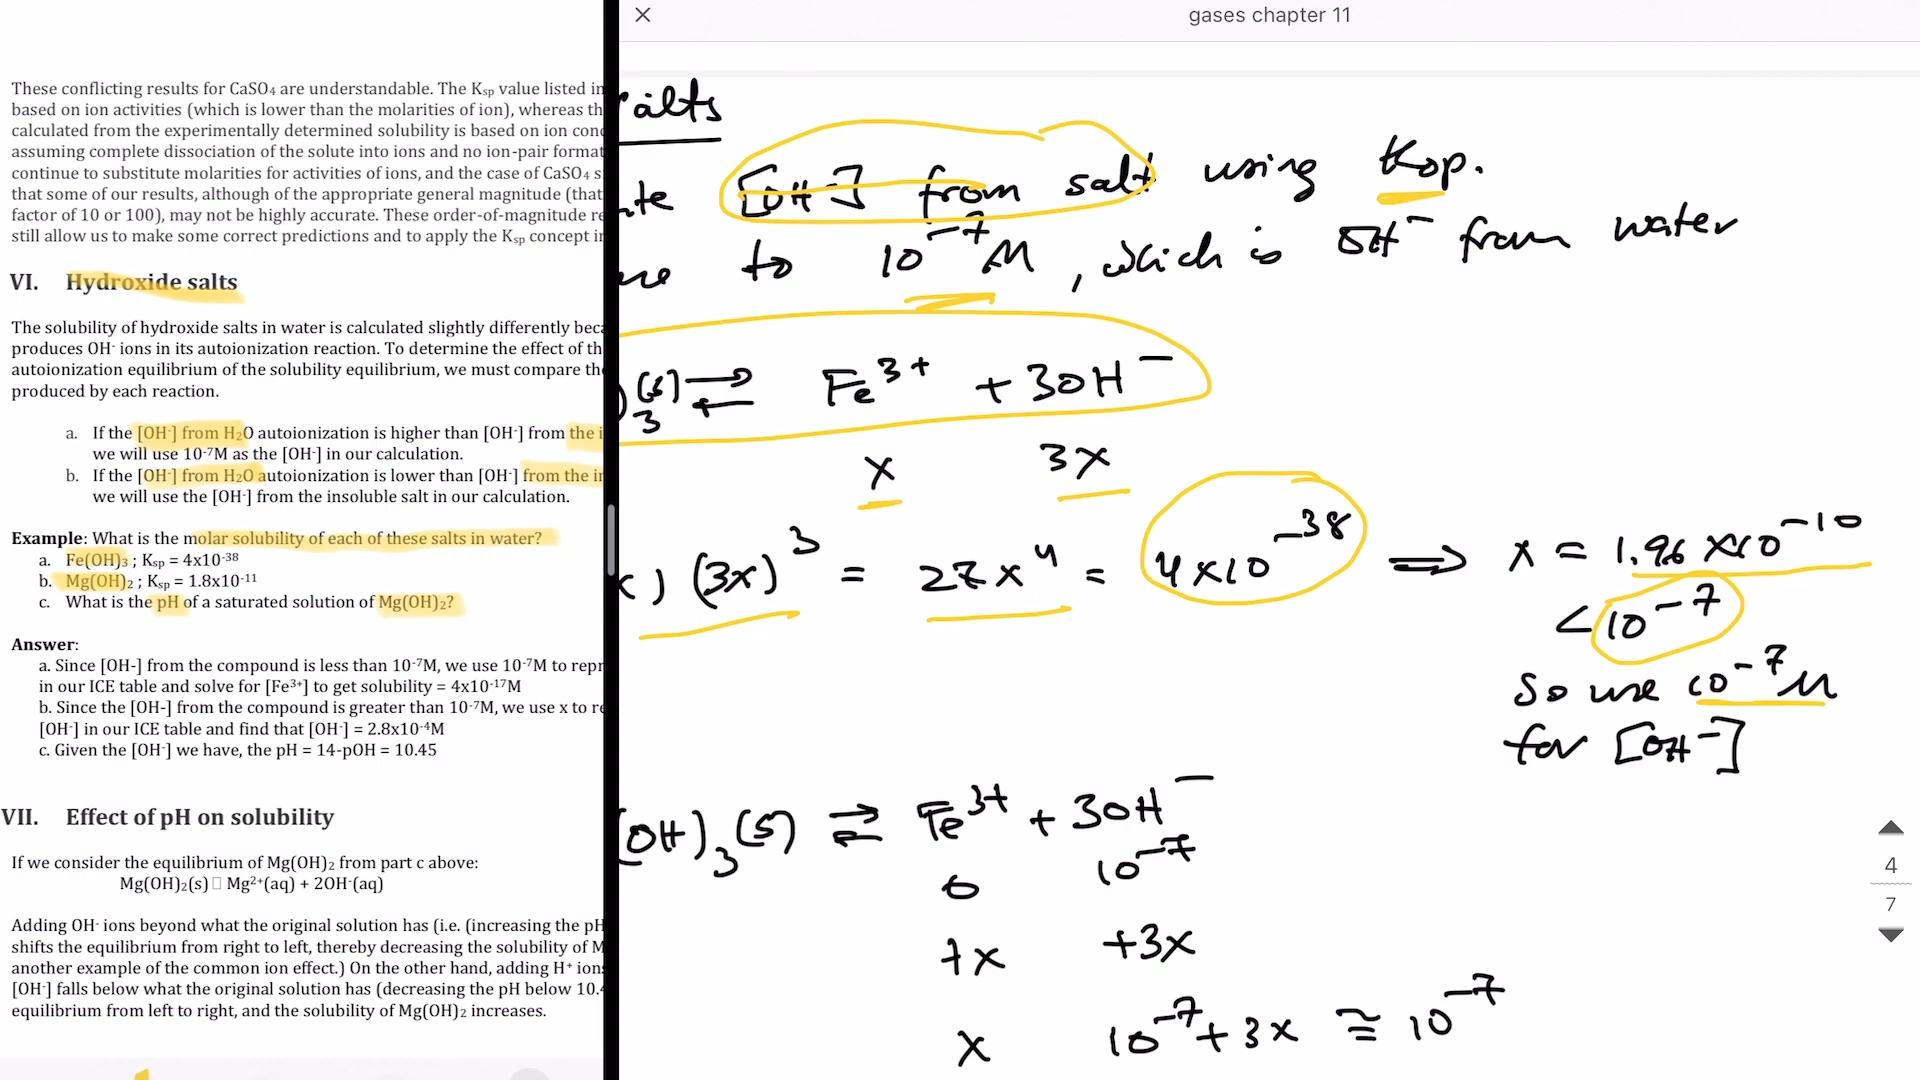 These conflicting results for CaSO4 are understandable. The Ksp value listed in
based on ion activities (which is lower than the molarities of ion), whereas th
calculated from the experimentally determined solubility is based on ion conc
assuming complete dissociation of the solute into ions and no ion-pair format
continue to substitute molarities for activities of ions, and the case of CaSO4 s
that some of our results, although of the appropriate general magnitude (that
factor of 10 or 100), may not be highly accurate. These order-of-magnitude re
still allow us to make some correct predictions and to apply the Ksp concept in
VI. Hydroxide salts
The solubility of hydroxide salts in water is calculated slightly differently beca
produces OH- ions in its autoionization reaction. To determine the effect of th
autoionization equilibrium of the solubility equilibrium, we must compare the
produced by each reaction.
a. If the [OH-] from H2O autoionization is higher than [OH-] from the i
we will use 10-7M as the [OH-] in our calculation.
b. If the [OH-] from H2O autoionization is lower than [OH-] from the in
we will use the [OH-] from the insoluble salt in our calculation.
Example: What is the molar solubility of each of these salts in water?
a. Fe(OH)3 ; Ksp = 4x10-38
b. Mg(OH)2 ; Ksp = 1.8x10-11
c. What is the pH of a saturated solution of Mg(OH)2?
Answer:
a. Since [OH-] from the compound is less than 10-7M, we use 10-7M to repr
in our ICE table and solve for [Fe3+] to get solubility = 4x10-17M
b. Since the [OH-] from the compound is greater than 10-7M, we use x to re
[OH-] in our ICE table and find that [OH-] = 2.8x10-4M
c. Given the [OH-] we have, the pH = 14-pOH = 10.45
VII. Effect of pH on solubility
If we consider the equilibrium of Mg(OH)2 from part c above:
Mg(OH)2(s) Mg2+(aq) + 2OH-(aq)
Adding OH- ions beyond what the original solution has (i.e. (increasing the pH
shifts the equilibrium from right to left, thereby decreasing the solubility of M
another example of the common ion effect.) On the other hand, adding H+ ions
[OH-] falls below what the original solution has (decreasing the pH below 10.4
equilibrium from left to right, and the solubility of Mg(OH)2 increases.
× gases chapter 11
alts
te [OH-] from salt using Ksp.
re to 10-7 M, which is OH- from water
)3 (s) ⇌ Fe3+ + 3OH-
x 3x
x) (3x)3 = 27x4 = 4x10-38 ⟹ x = 1.96x10-10
< 10-7
so use 10-7 M
for [OH-]
(OH)3 (s) ⇌ Fe3+ + 3OH-
0 10-7
+x +3x
x 10-7 + 3x ≅ 10-7
4
7